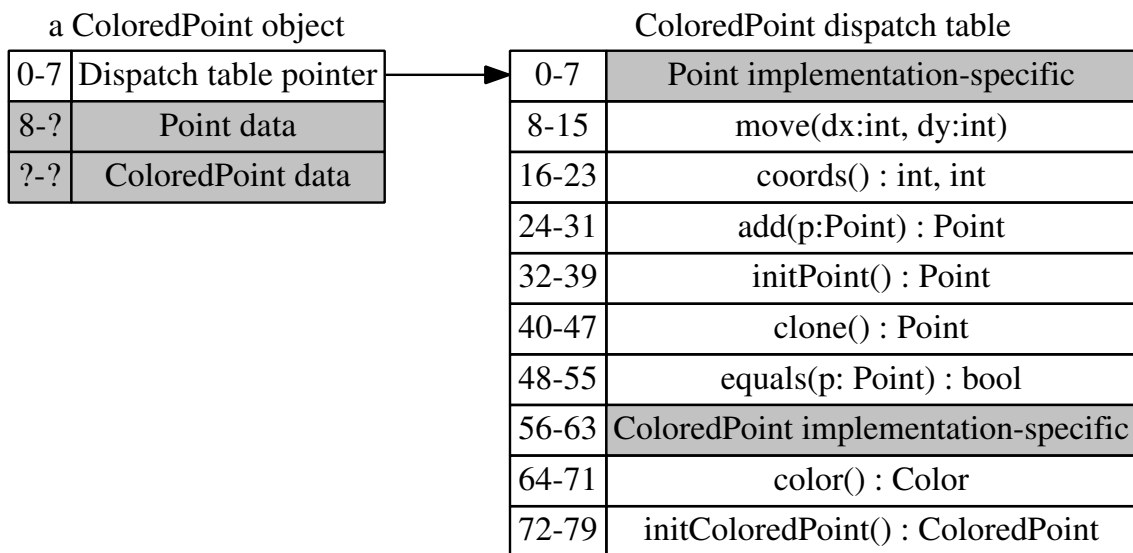 a ColoredPoint object
0-7 Dispatch table pointer
8-? Point data
?-? ColoredPoint data
ColoredPoint dispatch table
0-7 Point implementation-specific
8-15 move(dx:int, dy:int)
16-23 coords() : int, int
24-31 add(p:Point) : Point
32-39 initPoint() : Point
40-47 clone() : Point
48-55 equals(p: Point) : bool
56-63 ColoredPoint implementation-specific
64-71 color() : Color
72-79 initColoredPoint() : ColoredPoint